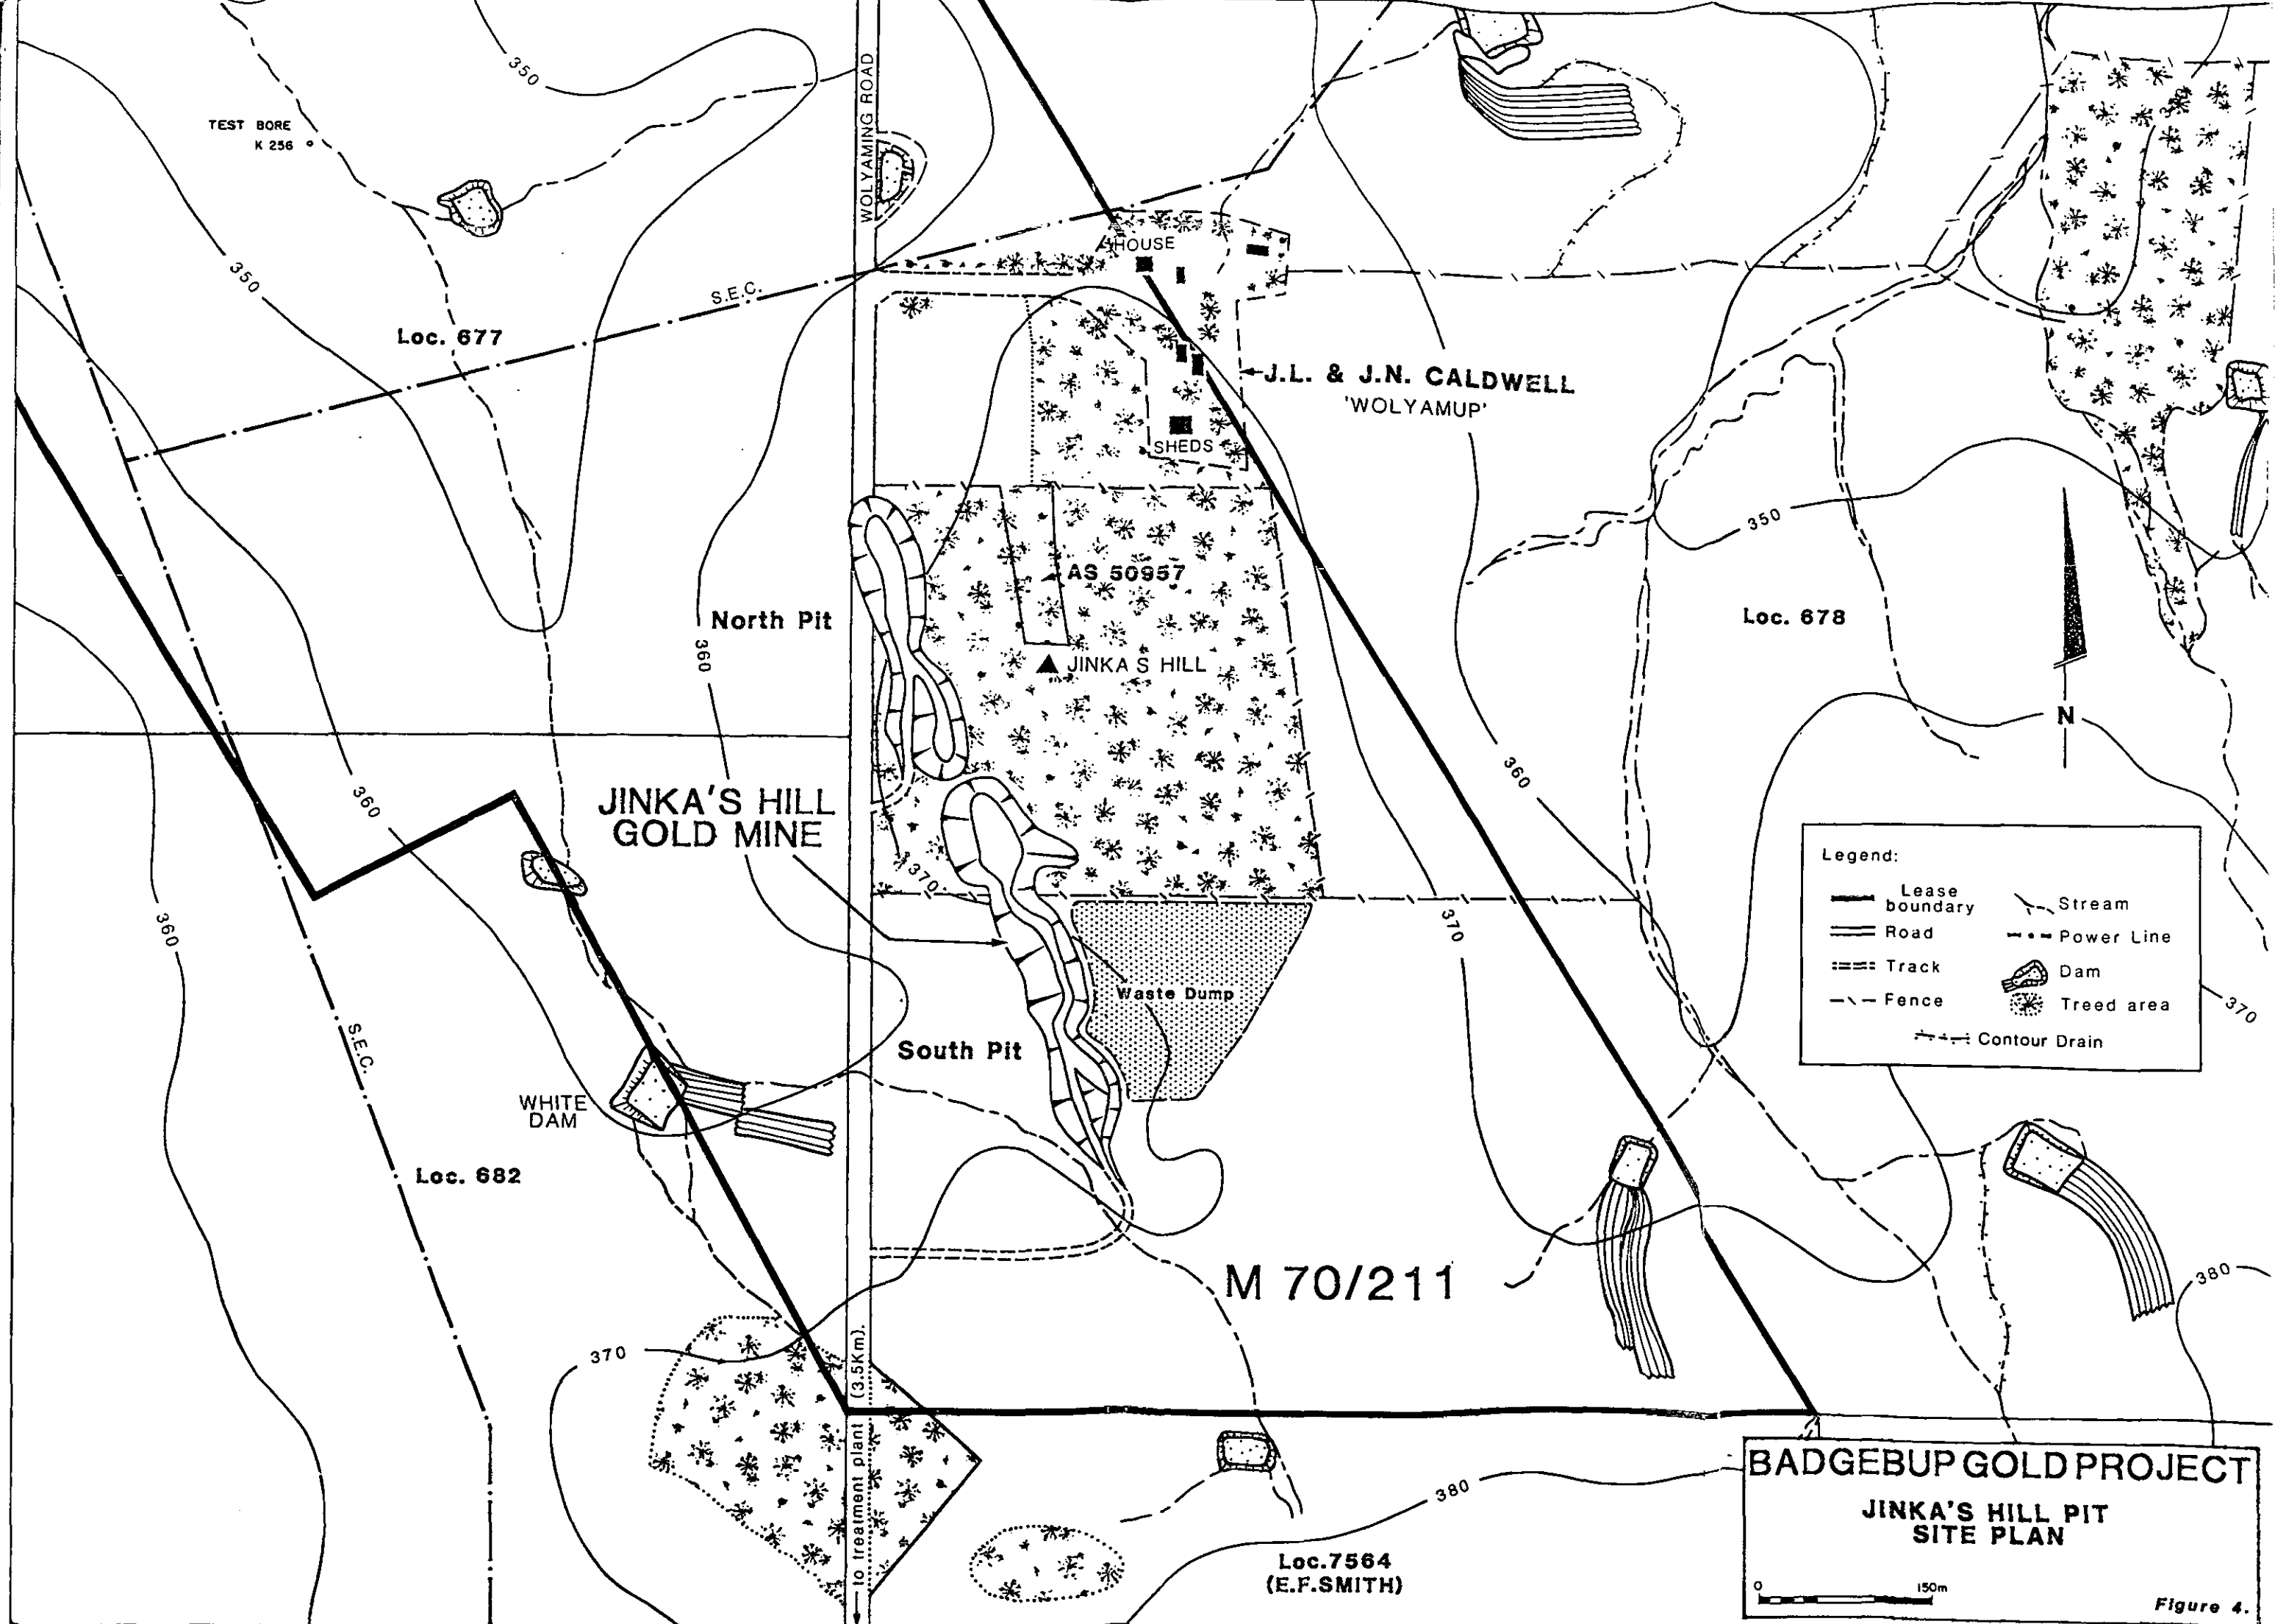 350
TEST BORE
K 256
WOLYAMING ROAD
HOUSE
350
S.E.C.
Loc. 677
J.L. & J.N. CALDWELL
'WOLYAMUP'
SHEDS
350
AS 50957
North Pit
Loc. 678
360
JINKA S HILL
N
360
360
JINKA'S HILL
GOLD MINE
Legend:
Lease
boundary
Stream
Road
Power Line
Track
Dam
Fence
Treed area
Contour Drain
370
360
370
370
Waste Dump
S.E.C.
South Pit
WHITE
DAM
Loc. 682
M 70/211
380
370
to treatment plant (3.5Km).
380
Loc.7564
(E.F.SMITH)
BADGEBUP GOLD PROJECT
JINKA'S HILL PIT
SITE PLAN
0 150m
Figure 4.